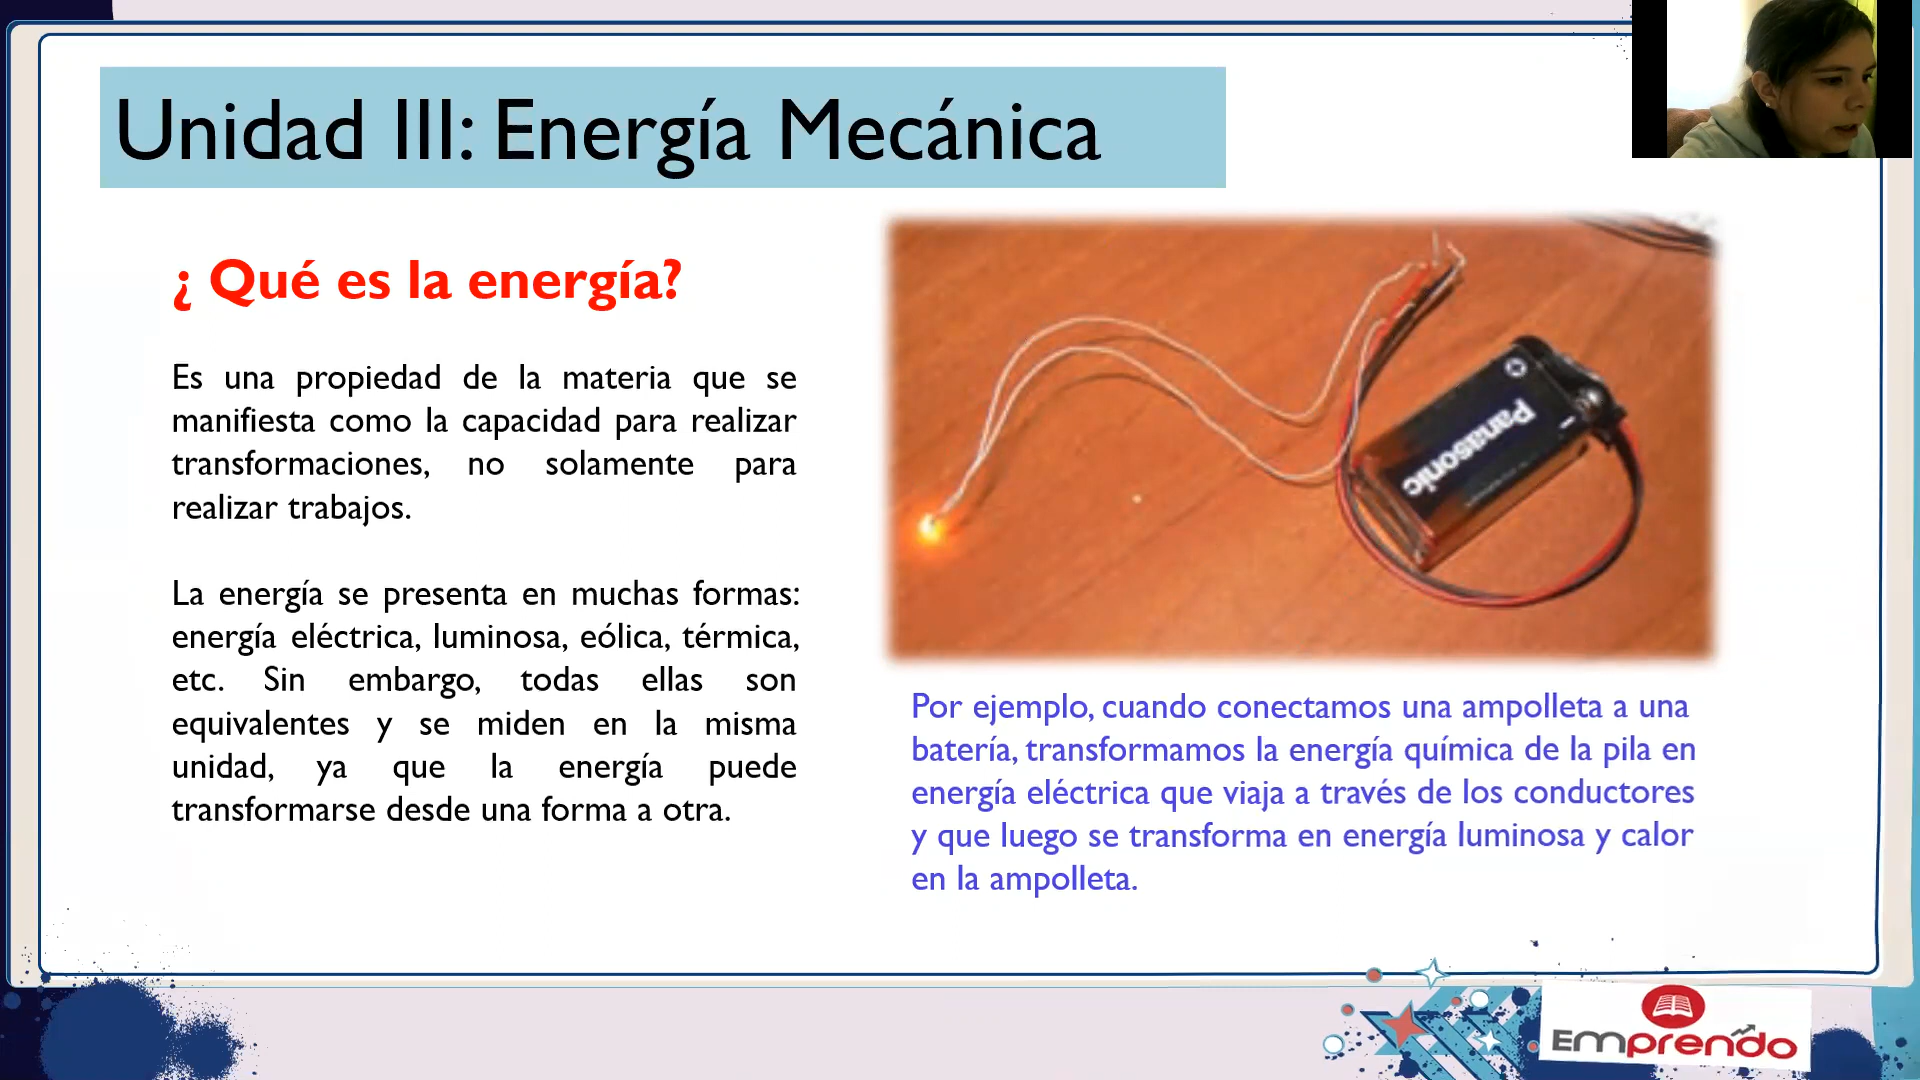 Unidad III: Energía Mecánica
¿ Qué es la energía?
Es una propiedad de la materia que se
manifiesta como la capacidad para realizar
transformaciones, no solamente para
realizar trabajos.
La energía se presenta en muchas formas:
energía eléctrica, luminosa, eólica, térmica,
etc. Sin embargo, todas ellas son
equivalentes y se miden en la misma
unidad, ya que la energía puede
transformarse desde una forma a otra.
Panasonic
Por ejemplo, cuando conectamos una ampolleta a una
batería, transformamos la energía química de la pila en
energía eléctrica que viaja a través de los conductores
y que luego se transforma en energía luminosa y calor
en la ampolleta.
Emprendo